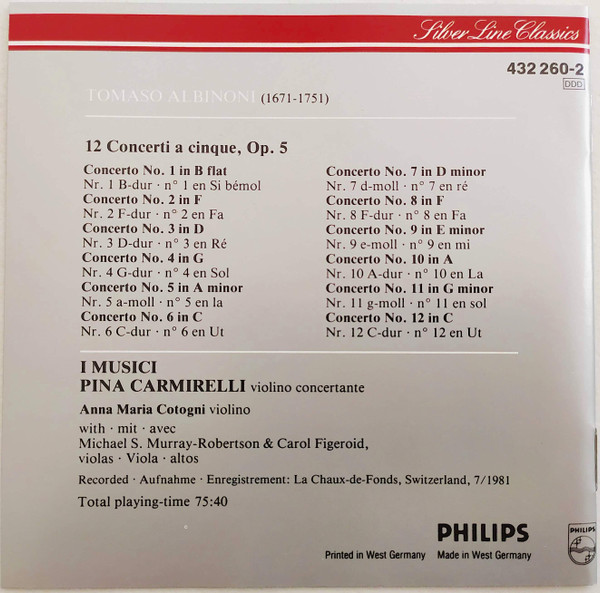 Silver Line Classics
432 260-2
DDD
TOMASO ALBINONI (1671-1751)
12 Concerti a cinque, Op. 5
Concerto No. 1 in B flat
Nr. 1 B-dur · n° 1 en Si bémol
Concerto No. 2 in F
Nr. 2 F-dur · n° 2 en Fa
Concerto No. 3 in D
Nr. 3 D-dur · n° 3 en Ré
Concerto No. 4 in G
Nr. 4 G-dur · n° 4 en Sol
Concerto No. 5 in A minor
Nr. 5 a-moll · n° 5 en la
Concerto No. 6 in C
Nr. 6 C-dur · n° 6 en Ut
Concerto No. 7 in D minor
Nr. 7 d-moll · n° 7 en ré
Concerto No. 8 in F
Nr. 8 F-dur · n° 8 en Fa
Concerto No. 9 in E minor
Nr. 9 e-moll · n° 9 en mi
Concerto No. 10 in A
Nr. 10 A-dur · n° 10 en La
Concerto No. 11 in G minor
Nr. 11 g-moll · n° 11 en sol
Concerto No. 12 in C
Nr. 12 C-dur · n° 12 en Ut
I MUSICI
PINA CARMIRELLI violino concertante
Anna Maria Cotogni violino
with · mit · avec
Michael S. Murray-Robertson & Carol Figeroid,
violas · Viola · altos
Recorded · Aufnahme · Enregistrement: La Chaux-de-Fonds, Switzerland, 7/1981
Total playing-time 75:40
PHILIPS
Printed in West Germany Made in West Germany
PHILIPS